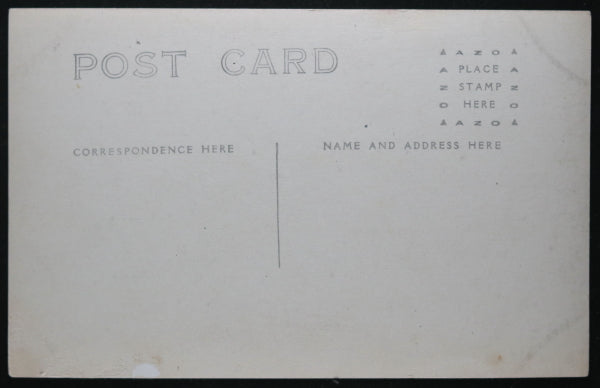 POST CARD
▲ AZO ▲
A PLACE A
Z STAMP Z
O HERE O
▲ AZO ▲
CORRESPONDENCE HERE
NAME AND ADDRESS HERE